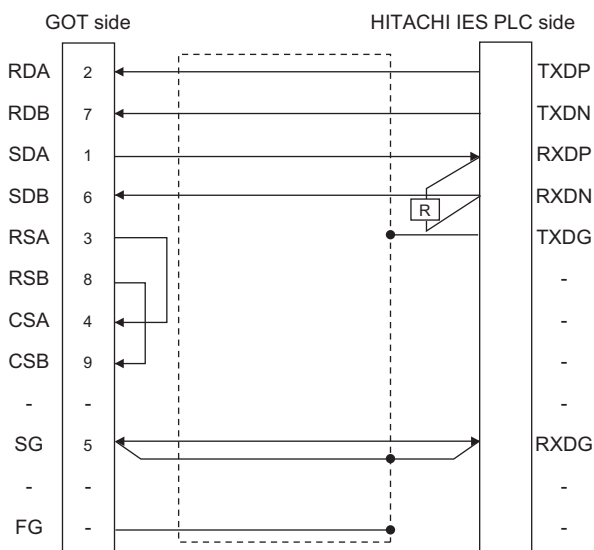 GOT side HITACHI IES PLC side
RDA 2 TXDP
RDB 7 TXDN
SDA 1 RXDP
SDB 6 R RXDN
RSA 3 TXDG
RSB 8 -
CSA 4 -
CSB 9 -
- - -
SG 5 RXDG
- - -
FG - -